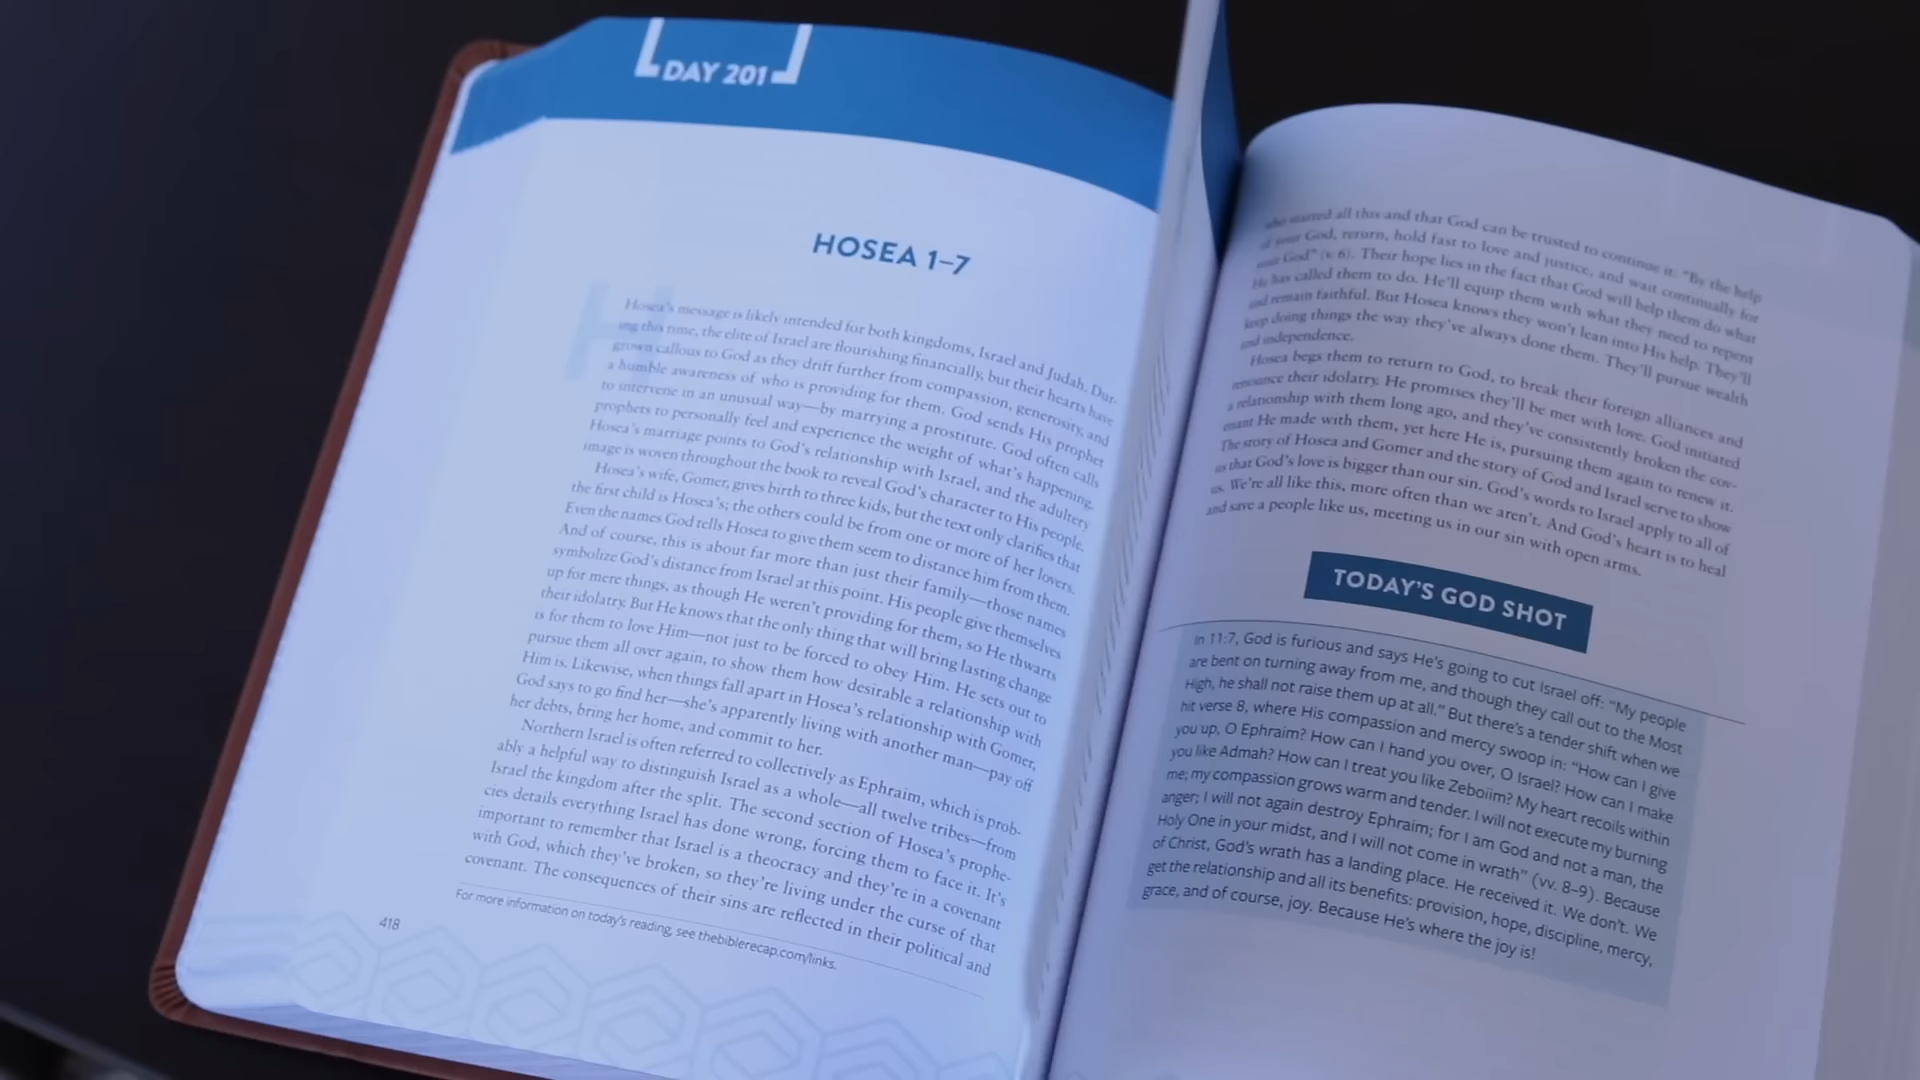 DAY 201
HOSEA 1–7
Hosea's message is likely intended for both kingdoms, Israel and Judah. Dur-
ing this time, the elite of Israel are flourishing financially, but their hearts have
grown callous to God as they drift further from compassion, generosity, and
a humble awareness of who is providing for them. God sends His prophet
to intervene in an unusual way—by marrying a prostitute. God often calls
prophets to personally feel and experience the weight of what's happening.
Hosea's marriage points to God's relationship with Israel, and the adultery
image is woven throughout the book to reveal God's character to His people.
Hosea's wife, Gomer, gives birth to three kids, but the text only clarifies that
the first child is Hosea's; the others could be from one or more of her lovers.
Even the names God tells Hosea to give them seem to distance him from them.
And of course, this is about far more than just their family—those names
symbolize God's distance from Israel at this point. His people give themselves
up for mere things, as though He weren't providing for them, so He thwarts
their idolatry. But He knows that the only thing that will bring lasting change
is for them to love Him—not just to be forced to obey Him. He sets out to
pursue them all over again, to show them how desirable a relationship with
Him is. Likewise, when things fall apart in Hosea's relationship with Gomer,
God says to go find her—she's apparently living with another man—pay off
her debts, bring her home, and commit to her.
Northern Israel is often referred to collectively as Ephraim, which is prob-
ably a helpful way to distinguish Israel as a whole—all twelve tribes—from
Israel the kingdom after the split. The second section of Hosea's prophe-
cies details everything Israel has done wrong, forcing them to face it. It's
important to remember that Israel is a theocracy and they're in a covenant
with God, which they've broken, so they're living under the curse of that
covenant. The consequences of their sins are reflected in their political and
For more information on today's reading, see thebiblerecap.com/links.
418
who started all this and that God can be trusted to continue it: "By the help
of your God, return, hold fast to love and justice, and wait continually for
your God" (v. 6). Their hope lies in the fact that God will help them do what
He has called them to do. He'll equip them with what they need to repent
and remain faithful. But Hosea knows they won't lean into His help. They'll
keep doing things the way they've always done them. They'll pursue wealth
and independence.
Hosea begs them to return to God, to break their foreign alliances and
renounce their idolatry. He promises they'll be met with love. God initiated
a relationship with them long ago, and they've consistently broken the cov-
enant He made with them, yet here He is, pursuing them again to renew it.
The story of Hosea and Gomer and the story of God and Israel serve to show
us that God's love is bigger than our sin. God's words to Israel apply to all of
us. We're all like this, more often than we aren't. And God's heart is to heal
and save a people like us, meeting us in our sin with open arms.
TODAY'S GOD SHOT
In 11:7, God is furious and says He's going to cut Israel off: "My people
are bent on turning away from me, and though they call out to the Most
High, he shall not raise them up at all." But there's a tender shift when we
hit verse 8, where His compassion and mercy swoop in: "How can I give
you up, O Ephraim? How can I hand you over, O Israel? How can I make
you like Admah? How can I treat you like Zeboiim? My heart recoils within
me; my compassion grows warm and tender. I will not execute my burning
anger; I will not again destroy Ephraim; for I am God and not a man, the
Holy One in your midst, and I will not come in wrath" (vv. 8–9). Because
of Christ, God's wrath has a landing place. He received it. We don't. We
get the relationship and all its benefits: provision, hope, discipline, mercy,
grace, and of course, joy. Because He's where the joy is!